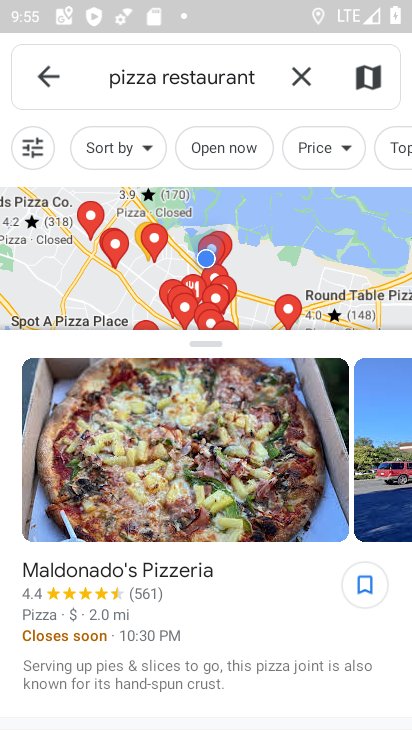 9:55
LTE
pizza restaurant
Sort by
Open now
Price
Top
3.9 (170)
Pizza · Closed
ds Pizza Co.
4.2 (318)
Pizza · Closed
Round Table Pizz
4.0 (148)
Spot A Pizza Place
Maldonado's Pizzeria
4.4 (561)
Pizza · $ · 2.0 mi
Closes soon · 10:30 PM
Serving up pies & slices to go, this pizza joint is also
known for its hand-spun crust.